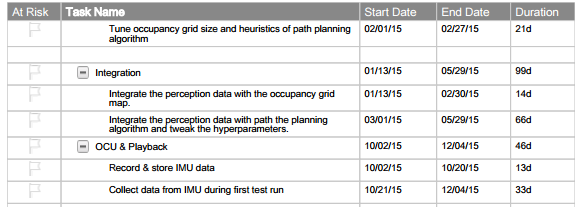 At Risk Task Name Start Date End Date Duration
Tune occupancy grid size and heuristics of path planning 02/01/15 02/27/15 21d
algorithm
Integration 01/13/15 05/29/15 99d
Integrate the perception data with the occupancy grid 01/13/15 02/30/15 14d
map.
Integrate the perception data with path the planning 03/01/15 05/29/15 66d
algorithm and tweak the hyperparameters.
OCU & Playback 10/02/15 12/04/15 46d
Record & store IMU data 10/02/15 10/20/15 13d
Collect data from IMU during first test run 10/21/15 12/04/15 33d